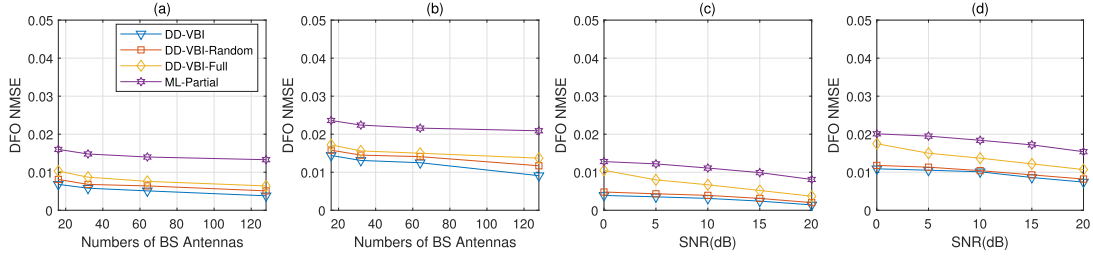 (a)
0.05
0.04
0.03
0.02
0.01
0
DFO NMSE
20 40 60 80 100 120
Numbers of BS Antennas
DD-VBI
DD-VBI-Random
DD-VBI-Full
ML-Partial
(b)
0.05
0.04
0.03
0.02
0.01
0
DFO NMSE
20 40 60 80 100 120
Numbers of BS Antennas
(c)
0.05
0.04
0.03
0.02
0.01
0
DFO NMSE
0 5 10 15 20
SNR(dB)
(d)
0.05
0.04
0.03
0.02
0.01
0
DFO NMSE
0 5 10 15 20
SNR(dB)